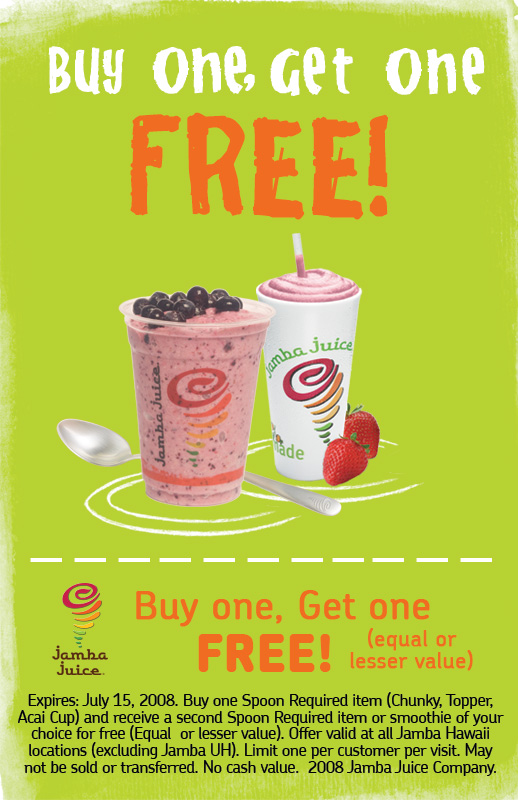 Buy one, Get one
FREE!
Jamba Juice
Jamba Juice
ade
Buy one, Get one
FREE!
(equal or
lesser value)
Jamba
Juice
Expires: July 15, 2008. Buy one Spoon Required item (Chunky, Topper,
Acai Cup) and receive a second Spoon Required item or smoothie of your
choice for free (Equal or lesser value). Offer valid at all Jamba Hawaii
locations (excluding Jamba UH). Limit one per customer per visit. May
not be sold or transferred. No cash value. 2008 Jamba Juice Company.